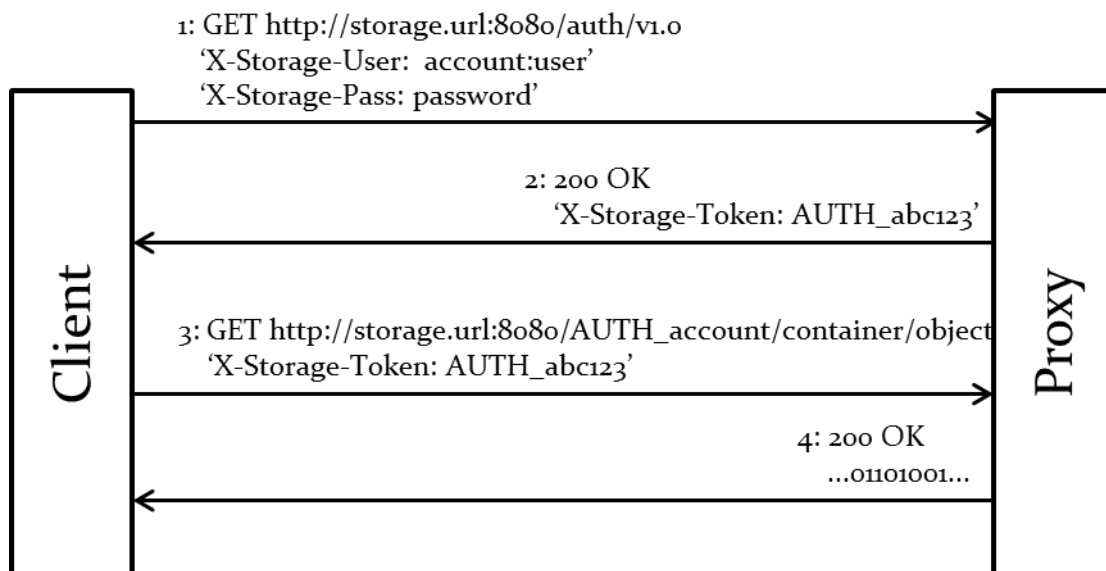 1: GET http://storage.url:8080/auth/v1.0
‘X-Storage-User:  account:user’
‘X-Storage-Pass: password’
2: 200 OK
‘X-Storage-Token: AUTH_abc123’
Client
Proxy
3: GET http://storage.url:8080/AUTH_account/container/object
‘X-Storage-Token: AUTH_abc123’
4: 200 OK
...01101001...